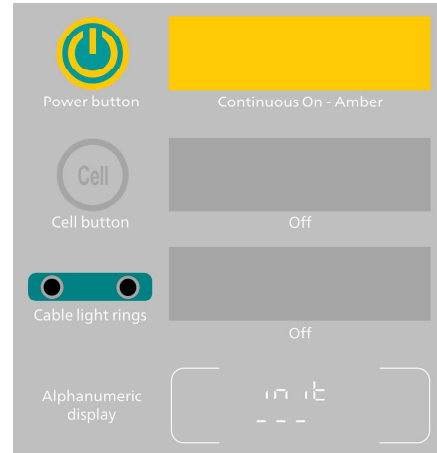 Power button
Continuous On - Amber
Cell
Cell button
Off
Cable light rings
Off
Alphanumeric
display
init
---